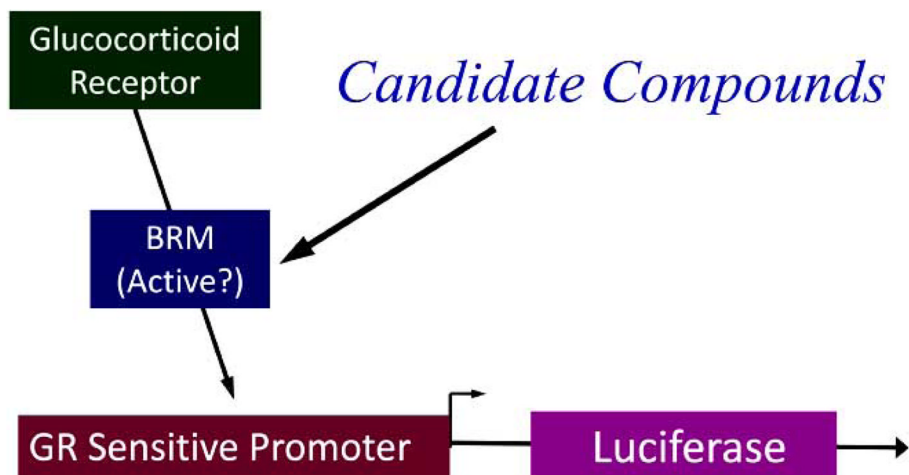 Glucocorticoid
Receptor
Candidate Compounds
BRM
(Active?)
GR Sensitive Promoter
Luciferase